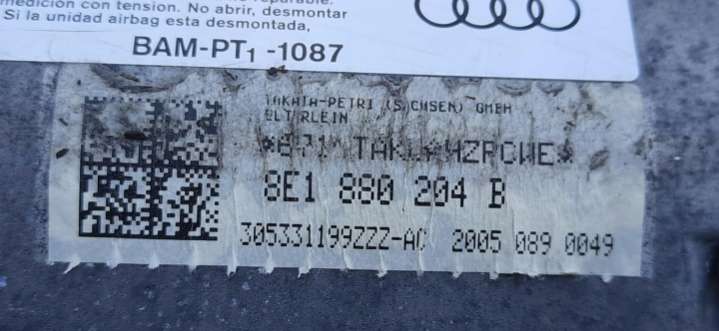 medición con tension. No abrir, desmontar
Si la unidad airbag esta desmontada,
BAM-PT1 -1087
TAKATA-PETRI (SACHSEN) GMBH
ELTERLEIN
8E1 880 204 B
305331199ZZZ-AC 2005 089 0049